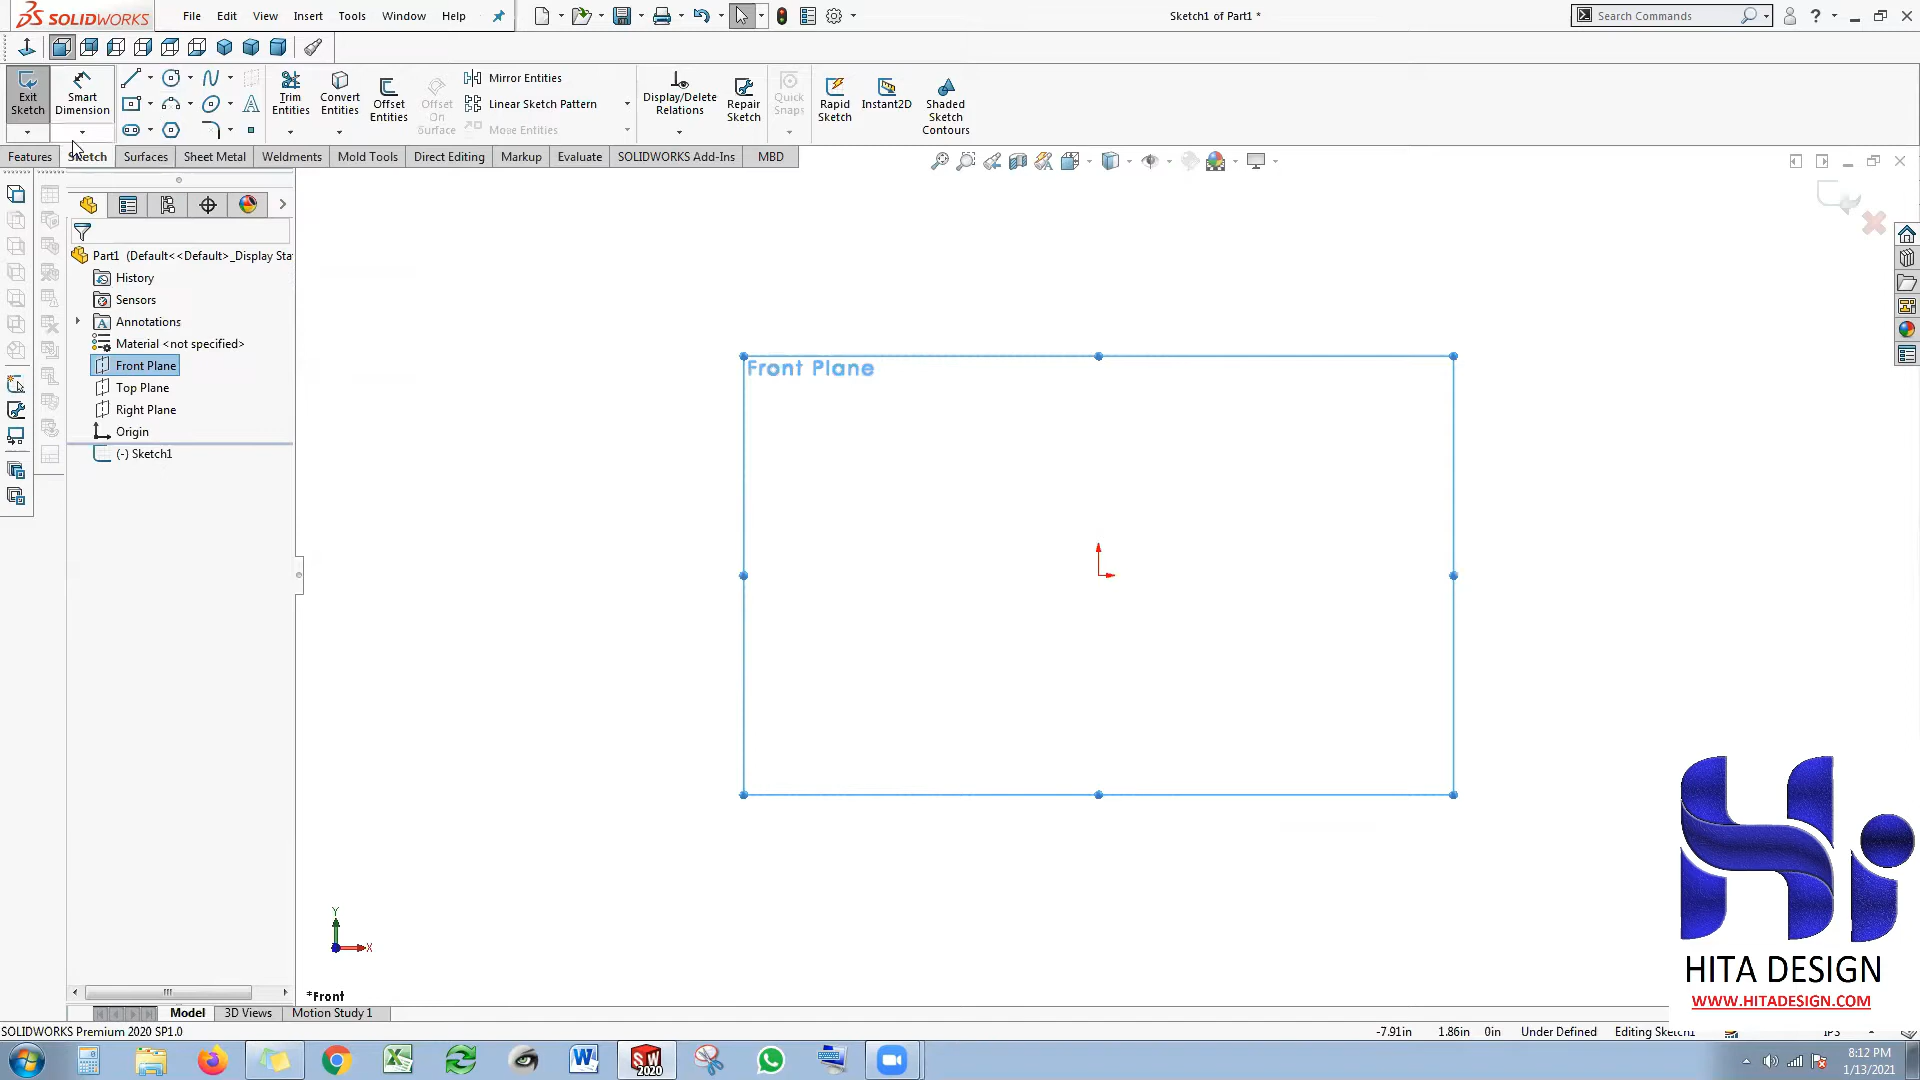 SOLIDWORKS File Edit View Insert Tools Window Help Sketch1 of Part1 * Search Commands ?
Exit Sketch
Smart Dimension
Trim Entities
Convert Entities
Offset Entities
Offset On Surface
Mirror Entities
Linear Sketch Pattern
Move Entities
Display/Delete Relations
Repair Sketch
Quick Snaps
Rapid Sketch
Instant2D
Shaded Sketch Contours
Features Sketch Surfaces Sheet Metal Weldments Mold Tools Direct Editing Markup Evaluate SOLIDWORKS Add-Ins MBD
Part1 (Default<<Default>_Display Sta
History
Sensors
Annotations
Material <not specified>
Front Plane
Top Plane
Right Plane
Origin
(-) Sketch1
Front Plane
Y
X
*Front
HITA DESIGN
WWW.HITADESIGN.COM
Model 3D Views Motion Study 1
SOLIDWORKS Premium 2020 SP1.0 -7.91in 1.86in 0in Under Defined Editing Sketch1
SW 2020
8:12 PM
1/13/2021